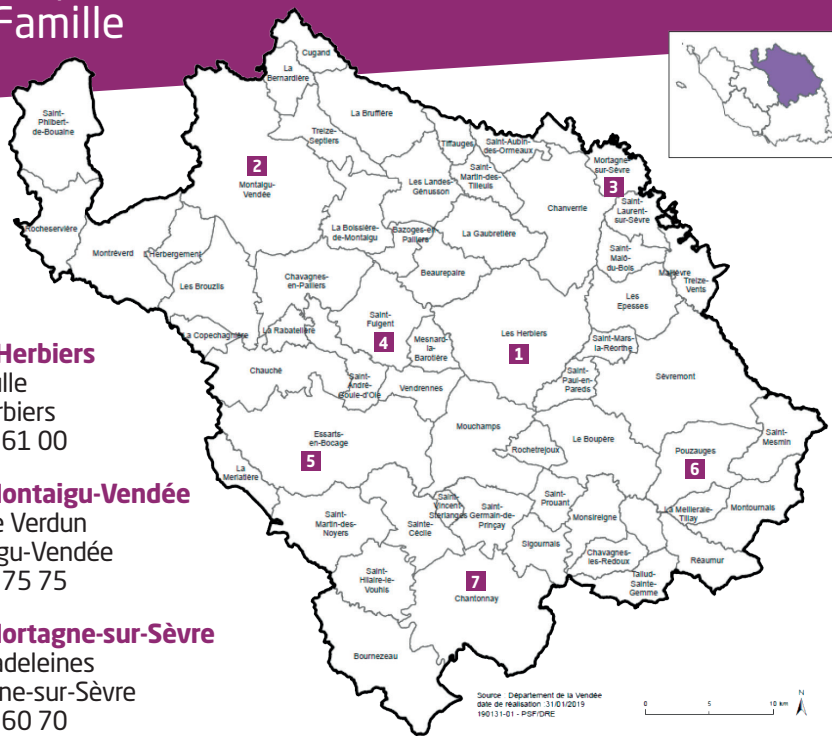 Famille
Cugand
La
Bernardière
Saint-
Philbert-
de-Bouaine
La Bruffière
Treize-
Septiers
Tiffauges
Saint-Aubin-
des-Ormeaux
Mortagne-
sur-Sèvre
3
2
Montaigu-
Vendée
Saint-
Martin-des-
Tilleuls
Les Landes-
Génusson
Chanverrie
Saint-
Laurent-
sur-Sèvre
Rocheservière
Montréverd
L'Herbergement
La Boissière-
de-Montaigu
Bazoges-en-
Paillers
La Gaubretière
Saint-
Malô-
du-Bois
Mallièvre
Treize-
Vents
Les Brouzils
Chavagnes-
en-Paillers
Beaurepaire
Les
Epesses
La Copechagnière
La Rabatelière
Saint-
Fulgent
4
Mesnard-
la-
Barotière
Les Herbiers
1
Saint-Mars-
la-Réorthe
Chauché
Saint-
André-
Goule-d'Oie
Vendrennes
Saint-
Paul-en-
Pareds
Sèvremont
Essarts-
en-Bocage
5
Mouchamps
Rochetrejoux
Le Boupère
Pouzauges
6
Saint-
Mesmin
La
Merlatière
Saint-
Martin-des-
Noyers
Sainte-
Cécile
Saint-
Vincent-
Sterlanges
Saint-
Germain-de-
Prinçay
Saint-
Prouant
Monsireigne
La Meilleraie-
Tillay
Montournais
Sigournais
Chavagnes-
les-Redoux
Réaumur
Tallud-
Sainte-
Gemme
Saint-
Hilaire-le-
Vouhis
7
Chantonnay
Bournezeau
Herbiers
ulle
rbiers
61 00
Montaigu-Vendée
e Verdun
gu-Vendée
75 75
Mortagne-sur-Sèvre
adeleines
ne-sur-Sèvre
60 70
Source : Département de la Vendée
date de réalisation : 31/01/2019
190131-01 - PSF/DRE
0 5 10 km
N